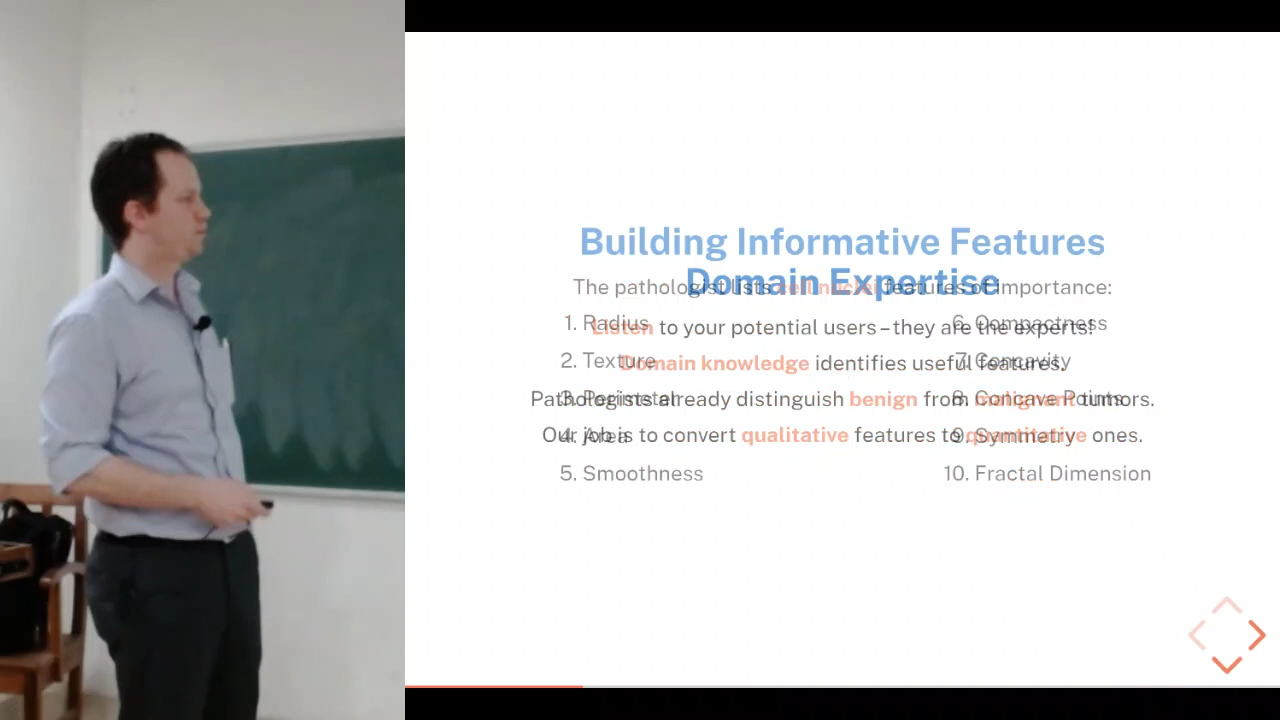 Building Informative Features
Domain Expertise
The pathologist lists cell nuclei features of importance:
Listen to your potential users – they are the experts!
Domain knowledge identifies useful features.
Pathologists already distinguish benign from malignant tumors.
Our job is to convert qualitative features to quantitative ones.
1. Radius
2. Texture
3. Perimeter
4. Area
5. Smoothness
6. Compactness
7. Concavity
8. Concave Points
9. Symmetry
10. Fractal Dimension